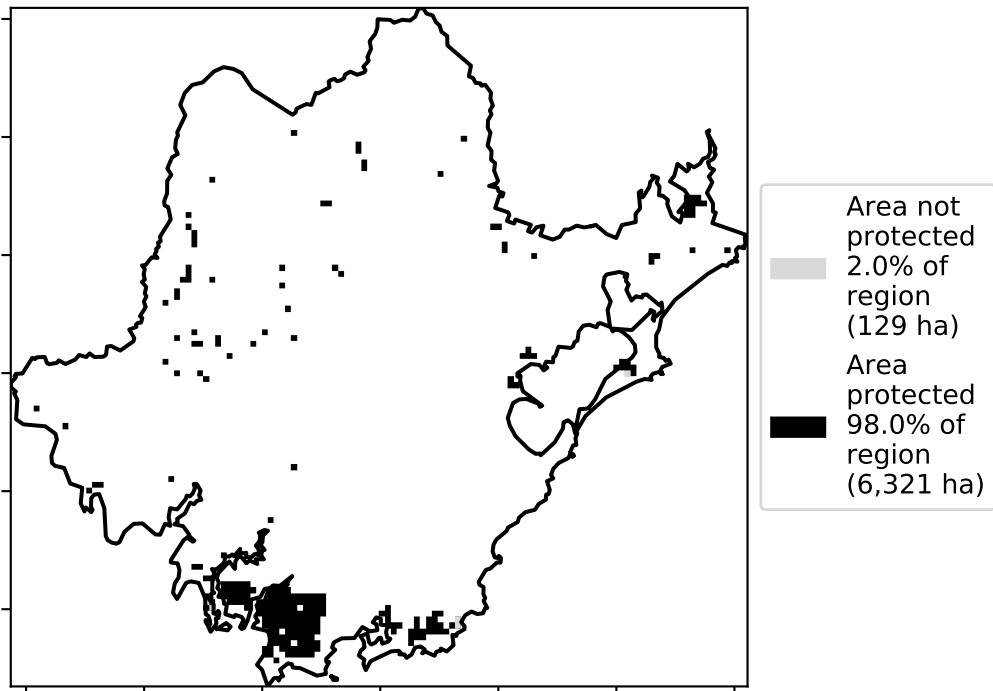 Area not
protected
2.0% of
region
(129 ha)
Area
protected
98.0% of
region
(6,321 ha)